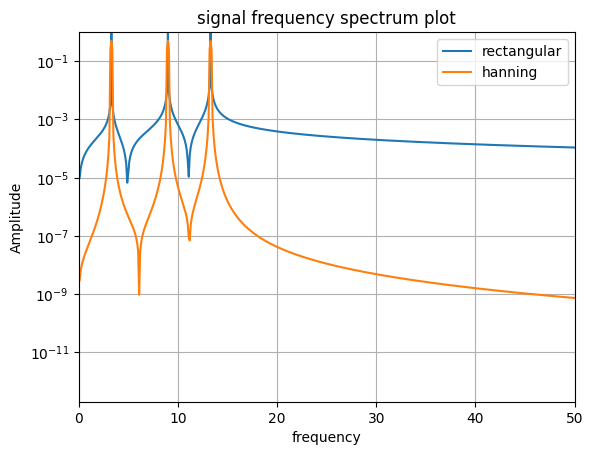 signal frequency spectrum plot
rectangular
hanning
Amplitude
10⁻¹
10⁻³
10⁻⁵
10⁻⁷
10⁻⁹
10⁻¹¹
0 10 20 30 40 50
frequency